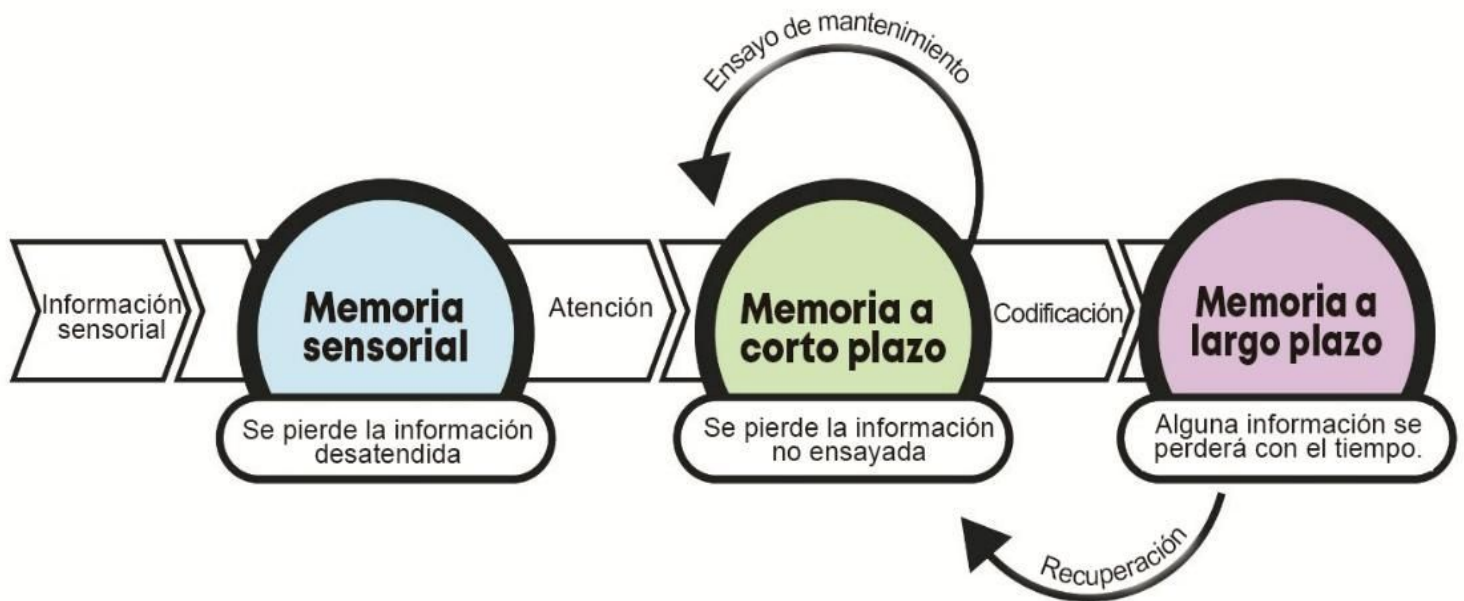 Ensayo de mantenimiento
Información
sensorial
Memoria
sensorial
Se pierde la información
desatendida
Atención
Memoria a
corto plazo
Se pierde la información
no ensayada
Codificación
Memoria a
largo plazo
Alguna información se
perderá con el tiempo.
Recuperación